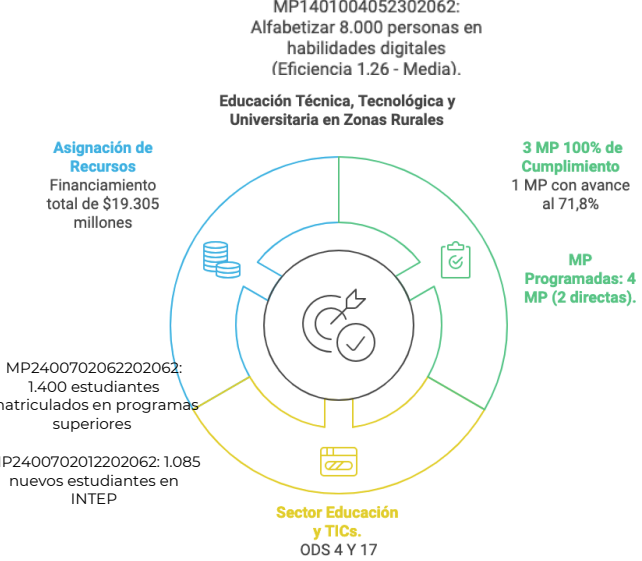 MP1401004052302062:
Alfabetizar 8.000 personas en
habilidades digitales
(Eficiencia 1.26 - Media).
Educación Técnica, Tecnológica y
Universitaria en Zonas Rurales
Asignación de
Recursos
Financiamiento
total de $19.305
millones
3 MP 100% de
Cumplimiento
1 MP con avance
al 71,8%
MP
Programadas: 4
MP (2 directas).
MP2400702062202062:
1.400 estudiantes
matriculados en programas
superiores
MP2400702012202062: 1.085
nuevos estudiantes en
INTEP
Sector Educación
y TICs.
ODS 4 Y 17